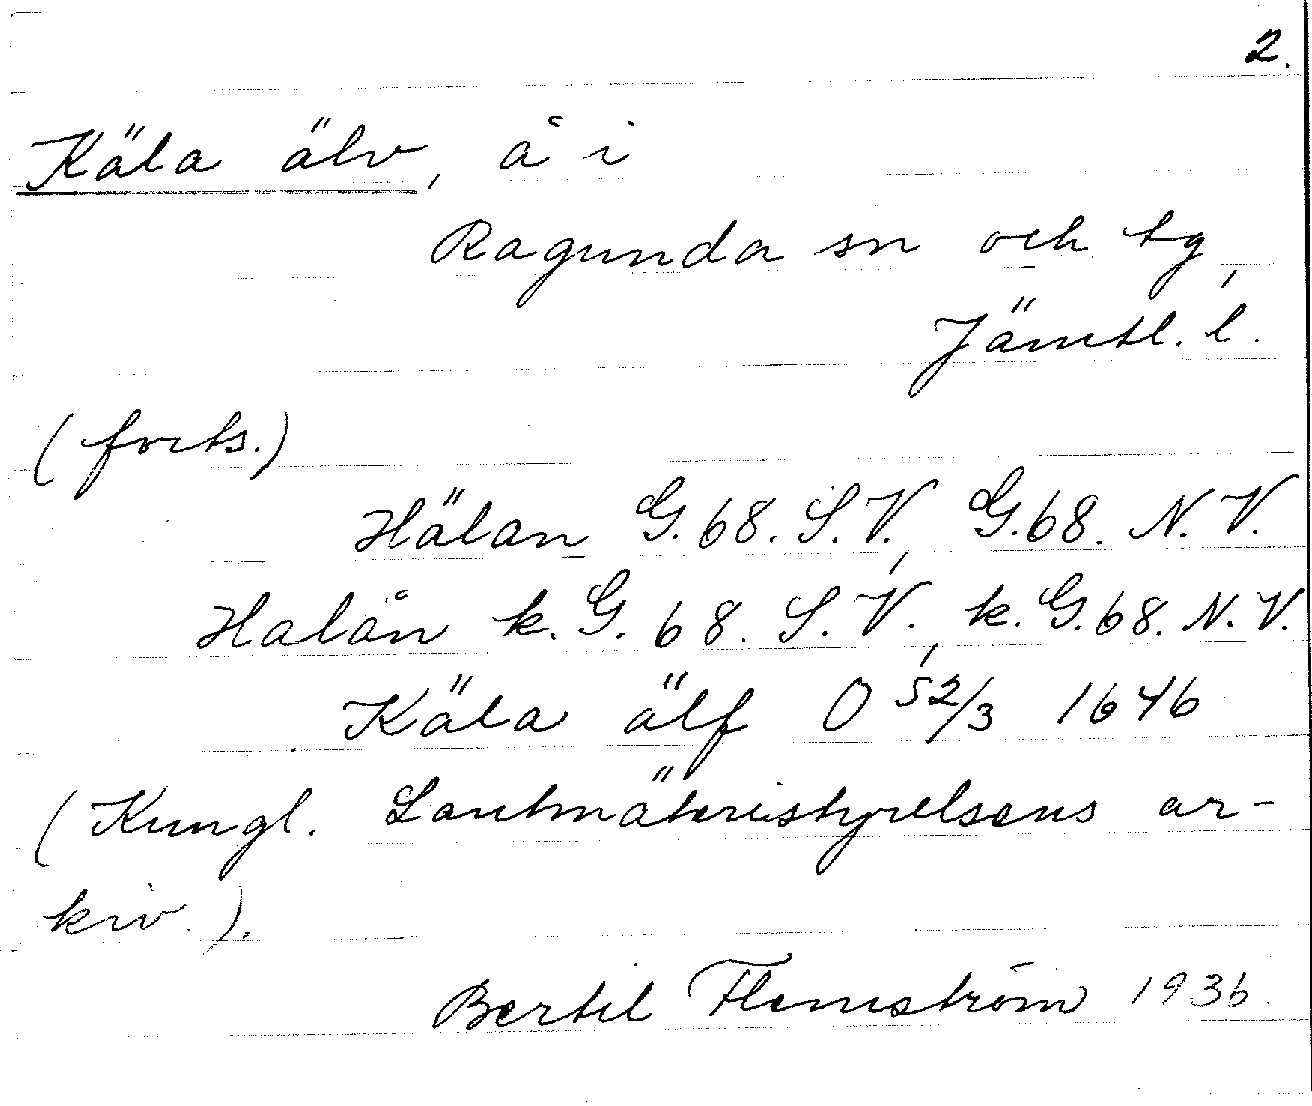 2.
Käla älv, å i
Ragunda sn och tg,
Jämtl. l.
(forts.)
Hälan G. 68. S.V., G.68. N.V.
Halån k. G. 68. S.V., k. G.68. N.V.
Käla älf O 52/3 1646
(Kungl. Lantmäteristyrelsens ar-
kiv.).
Bertil Flemström 1936.